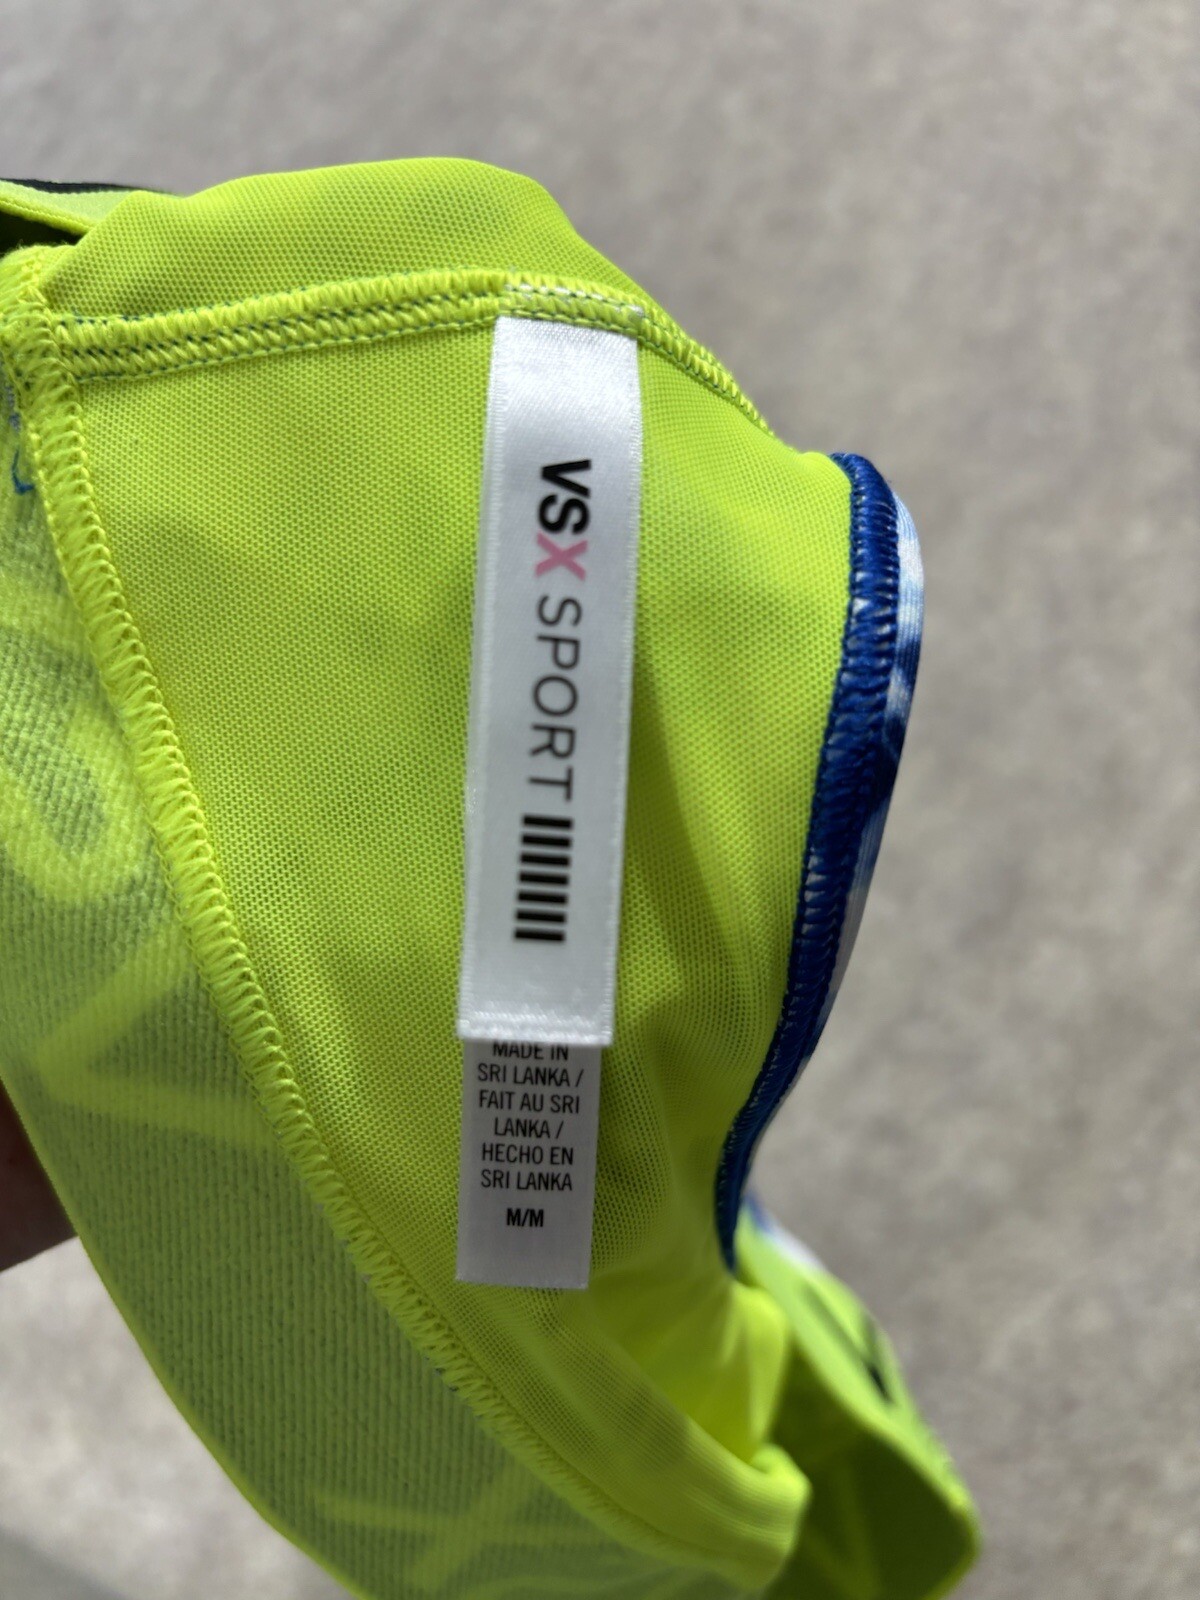 VSX SPORT
MADE IN
SRI LANKA /
FAIT AU SRI
LANKA /
HECHO EN
SRI LANKA
M/M